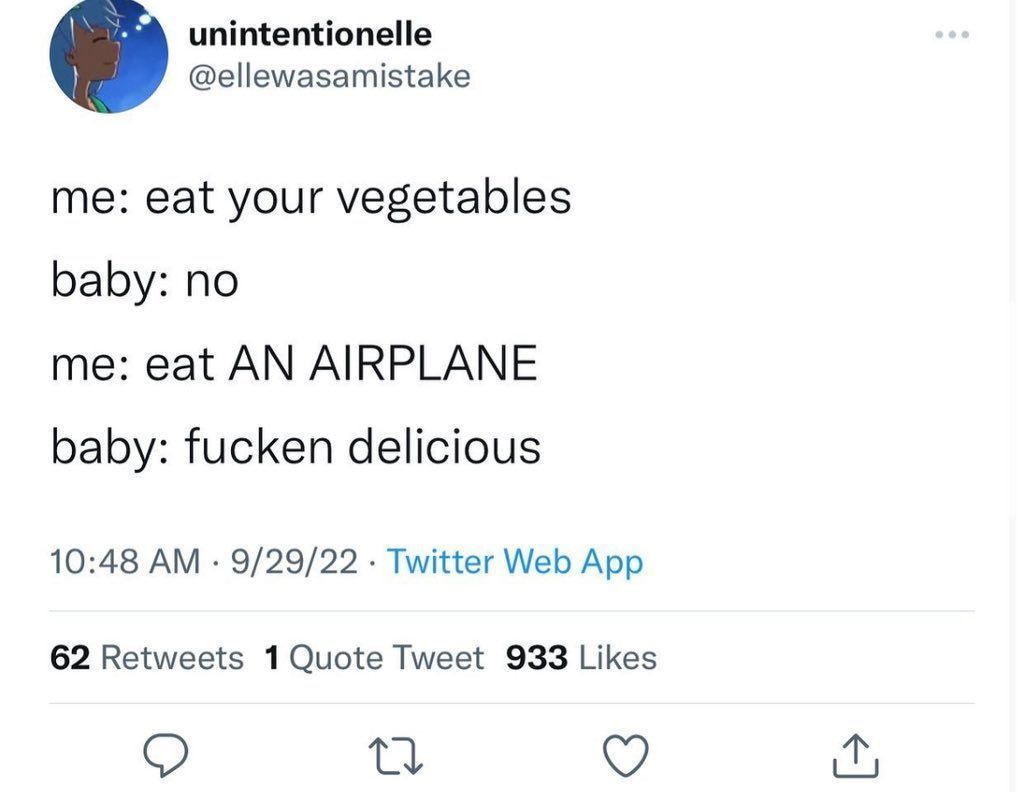 unintentionelle
@ellewasamistake
me: eat your vegetables
baby: no
me: eat AN AIRPLANE
baby: fucken delicious
10:48 AM · 9/29/22 · Twitter Web App
62 Retweets 1 Quote Tweet 933 Likes